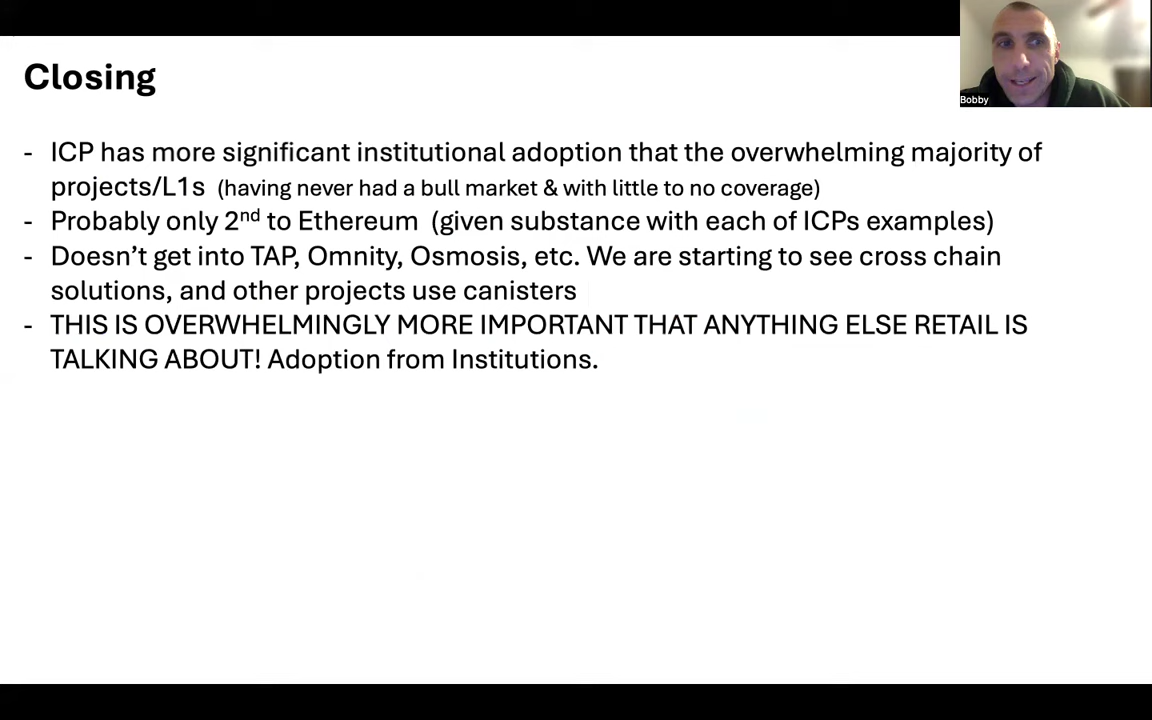 Bobby
Closing
- ICP has more significant institutional adoption that the overwhelming majority of
projects/L1s (having never had a bull market & with little to no coverage)
- Probably only 2nd to Ethereum (given substance with each of ICPs examples)
- Doesn’t get into TAP, Omnity, Osmosis, etc. We are starting to see cross chain
solutions, and other projects use canisters
- THIS IS OVERWHELMINGLY MORE IMPORTANT THAT ANYTHING ELSE RETAIL IS
TALKING ABOUT! Adoption from Institutions.